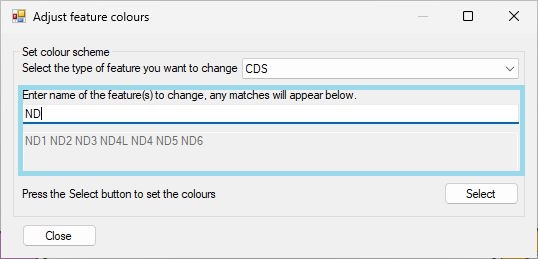 Adjust feature colours
Set colour scheme
Select the type of feature you want to change CDS
Enter name of the feature(s) to change, any matches will appear below.
ND
ND1 ND2 ND3 ND4L ND4 ND5 ND6
Press the Select button to set the colours Select
Close